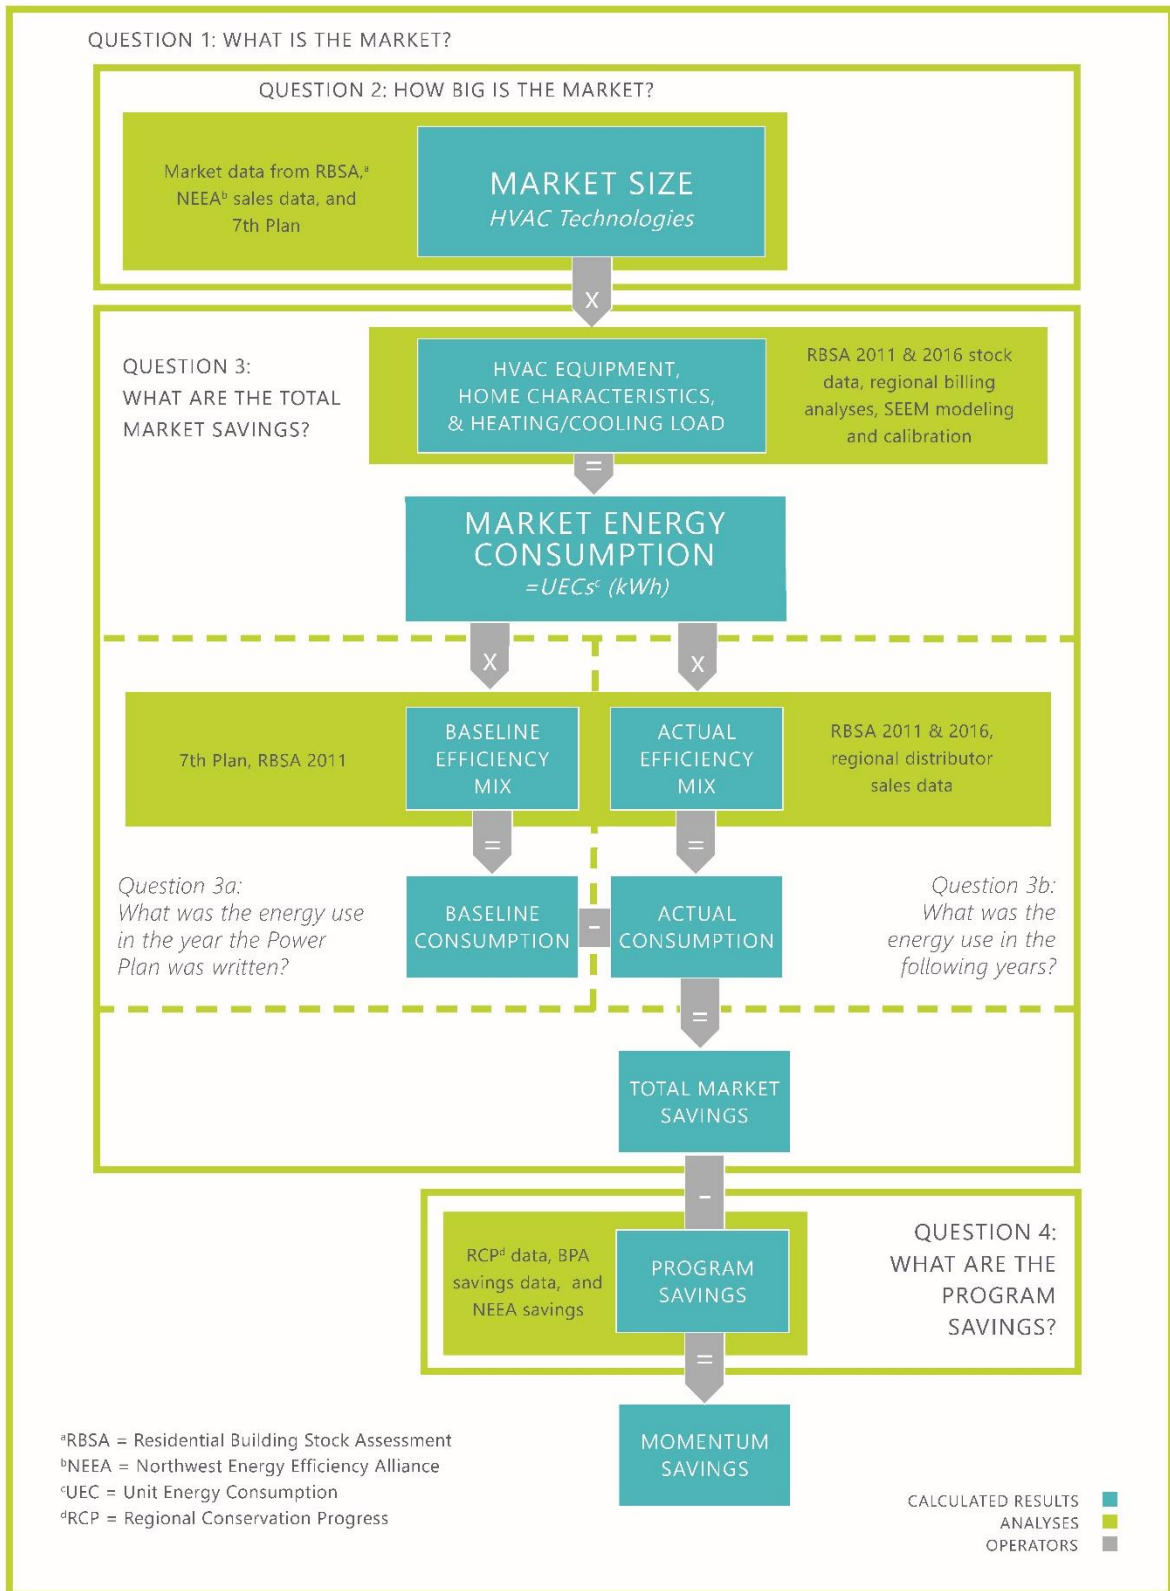 QUESTION 1: WHAT IS THE MARKET?
QUESTION 2: HOW BIG IS THE MARKET?
Market data from RBSA,ᵃ
NEEAᵇ sales data, and
7th Plan
MARKET SIZE
HVAC Technologies
X
QUESTION 3:
WHAT ARE THE TOTAL
MARKET SAVINGS?
HVAC EQUIPMENT,
HOME CHARACTERISTICS,
& HEATING/COOLING LOAD
RBSA 2011 & 2016 stock
data, regional billing
analyses, SEEM modeling
and calibration
=
MARKET ENERGY
CONSUMPTION
=UECsᶜ (kWh)
X
X
7th Plan, RBSA 2011
BASELINE
EFFICIENCY
MIX
ACTUAL
EFFICIENCY
MIX
RBSA 2011 & 2016,
regional distributor
sales data
=
=
Question 3a:
What was the energy use
in the year the Power
Plan was written?
BASELINE
CONSUMPTION
-
ACTUAL
CONSUMPTION
Question 3b:
What was the
energy use in the
following years?
=
TOTAL MARKET
SAVINGS
-
RCPᵈ data, BPA
savings data, and
NEEA savings
PROGRAM
SAVINGS
QUESTION 4:
WHAT ARE THE
PROGRAM
SAVINGS?
=
MOMENTUM
SAVINGS
ᵃRBSA = Residential Building Stock Assessment
ᵇNEEA = Northwest Energy Efficiency Alliance
ᶜUEC = Unit Energy Consumption
ᵈRCP = Regional Conservation Progress
CALCULATED RESULTS
ANALYSES
OPERATORS